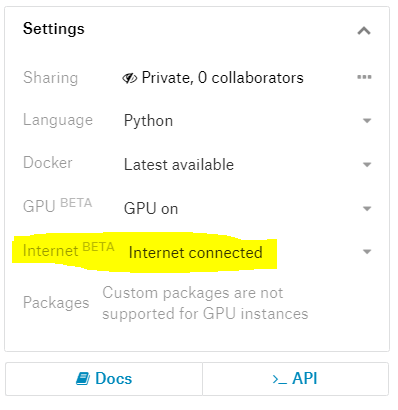 Settings
Sharing Private, 0 collaborators
Language Python
Docker Latest available
GPU BETA GPU on
Internet BETA Internet connected
Packages Custom packages are not
supported for GPU instances
Docs >_ API